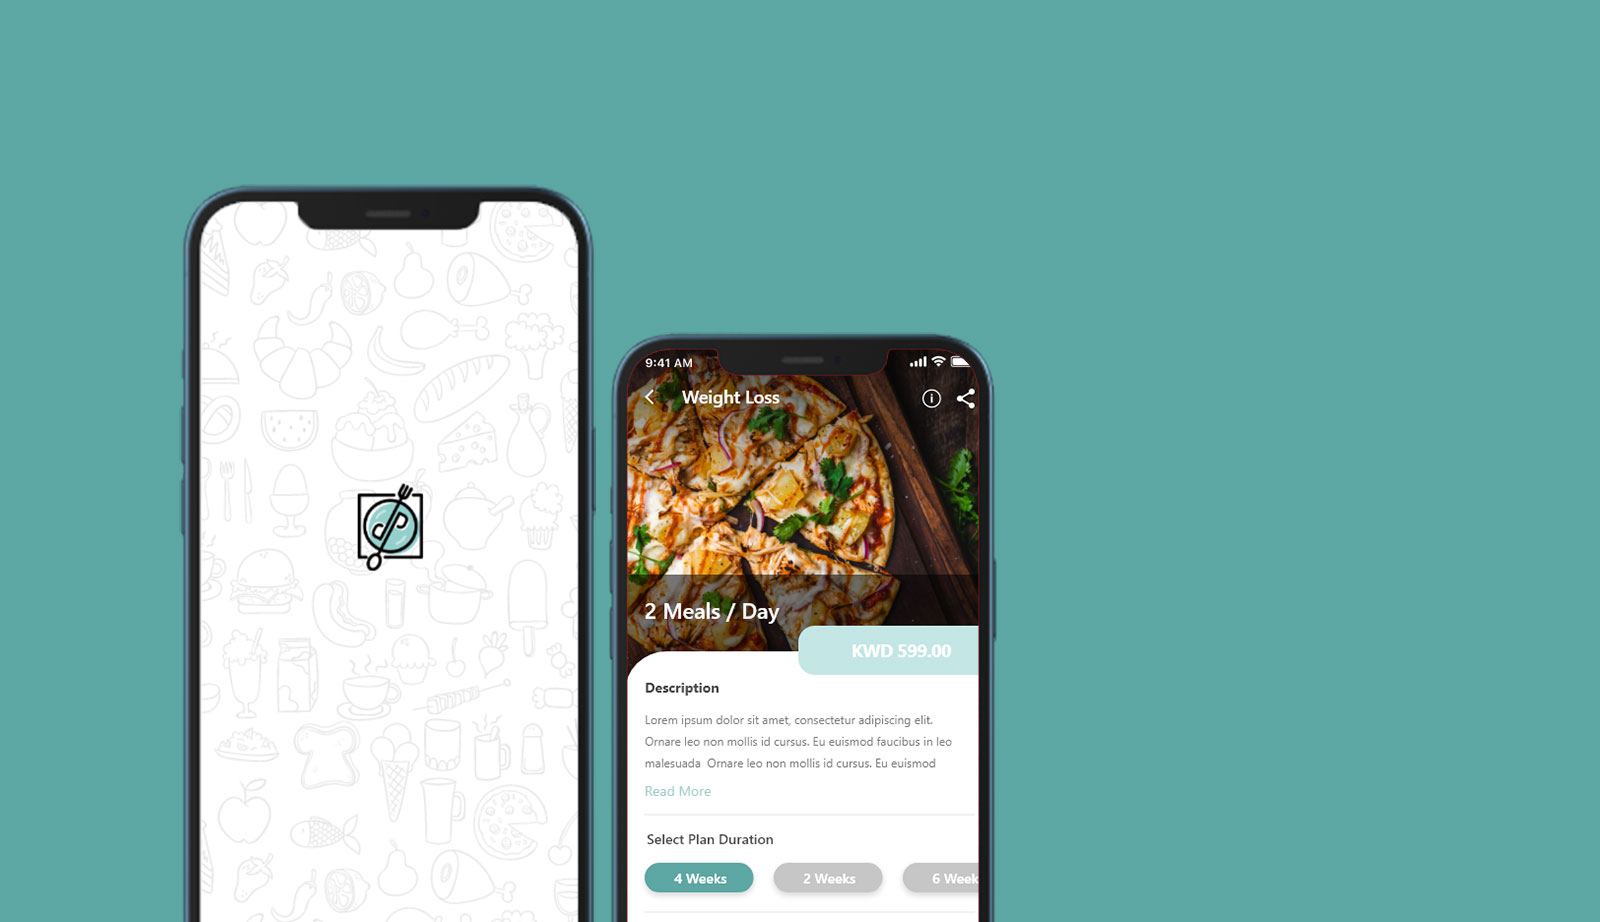 9:41 AM
Weight Loss
2 Meals / Day
KWD 599.00
Description
Lorem ipsum dolor sit amet, consectetur adipiscing elit.
Ornare leo non mollis id cursus. Eu euismod faucibus in leo
malesuada  Ornare leo non mollis id cursus. Eu euismod
Read More
Select Plan Duration
4 Weeks
2 Weeks
6 Week